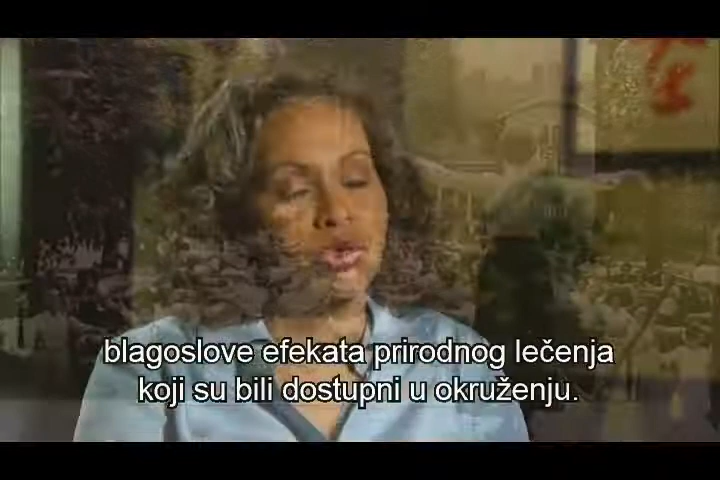 blagoslove efekata prirodnog lečenja
koji su bili dostupni u okruženju.